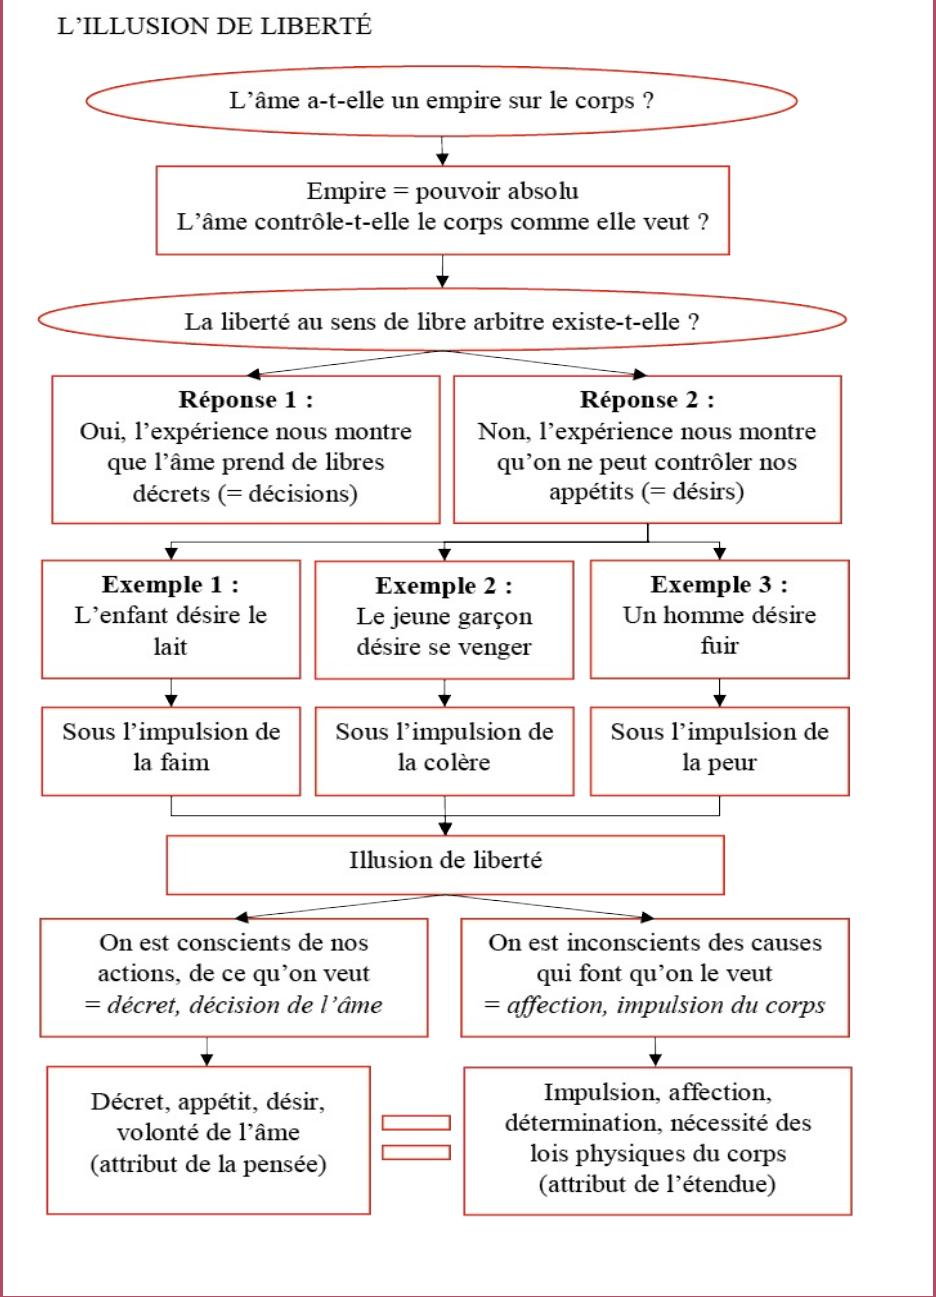 L’ILLUSION DE LIBERTÉ
L’âme a-t-elle un empire sur le corps ?
Empire = pouvoir absolu
L’âme contrôle-t-elle le corps comme elle veut ?
La liberté au sens de libre arbitre existe-t-elle ?
Réponse 1 :
Oui, l’expérience nous montre
que l’âme prend de libres
décrets (= décisions)
Réponse 2 :
Non, l’expérience nous montre
qu’on ne peut contrôler nos
appétits (= désirs)
Exemple 1 :
L’enfant désire le
lait
Exemple 2 :
Le jeune garçon
désire se venger
Exemple 3 :
Un homme désire
fuir
Sous l’impulsion de
la faim
Sous l’impulsion de
la colère
Sous l’impulsion de
la peur
Illusion de liberté
On est conscients de nos
actions, de ce qu’on veut
= décret, décision de l’âme
On est inconscients des causes
qui font qu’on le veut
= affection, impulsion du corps
Décret, appétit, désir,
volonté de l’âme
(attribut de la pensée)
Impulsion, affection,
détermination, nécessité des
lois physiques du corps
(attribut de l’étendue)